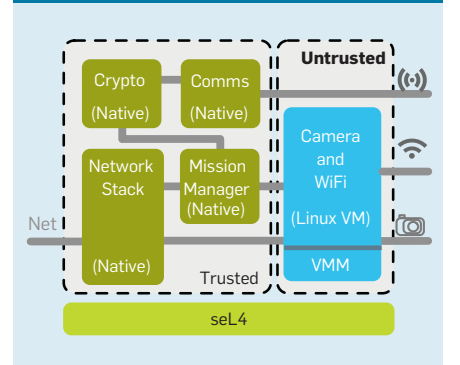 Untrusted
Crypto
(Native)
Comms
(Native)
Network
Stack
(Native)
Mission
Manager
(Native)
Camera
and
WiFi
(Linux VM)
VMM
Net
Trusted
seL4